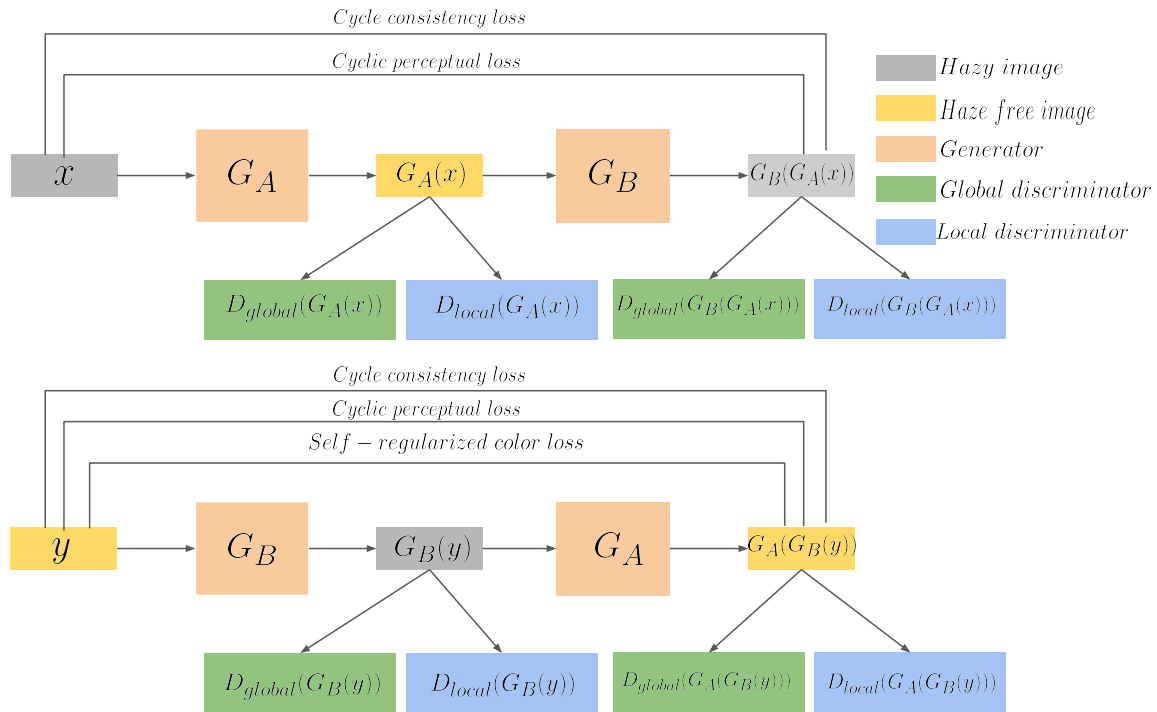 Cycle consistency loss
Cyclic perceptual loss
Hazy image
Haze free image
Generator
Global discriminator
Local discriminator
x
G_A
G_A(x)
G_B
G_B(G_A(x))
D_global(G_A(x))
D_local(G_A(x))
D_global(G_B(G_A(x)))
D_local(G_B(G_A(x)))
Cycle consistency loss
Cyclic perceptual loss
Self − regularized color loss
y
G_B
G_B(y)
G_A
G_A(G_B(y))
D_global(G_B(y))
D_local(G_B(y))
D_global(G_A(G_B(y)))
D_local(G_A(G_B(y)))